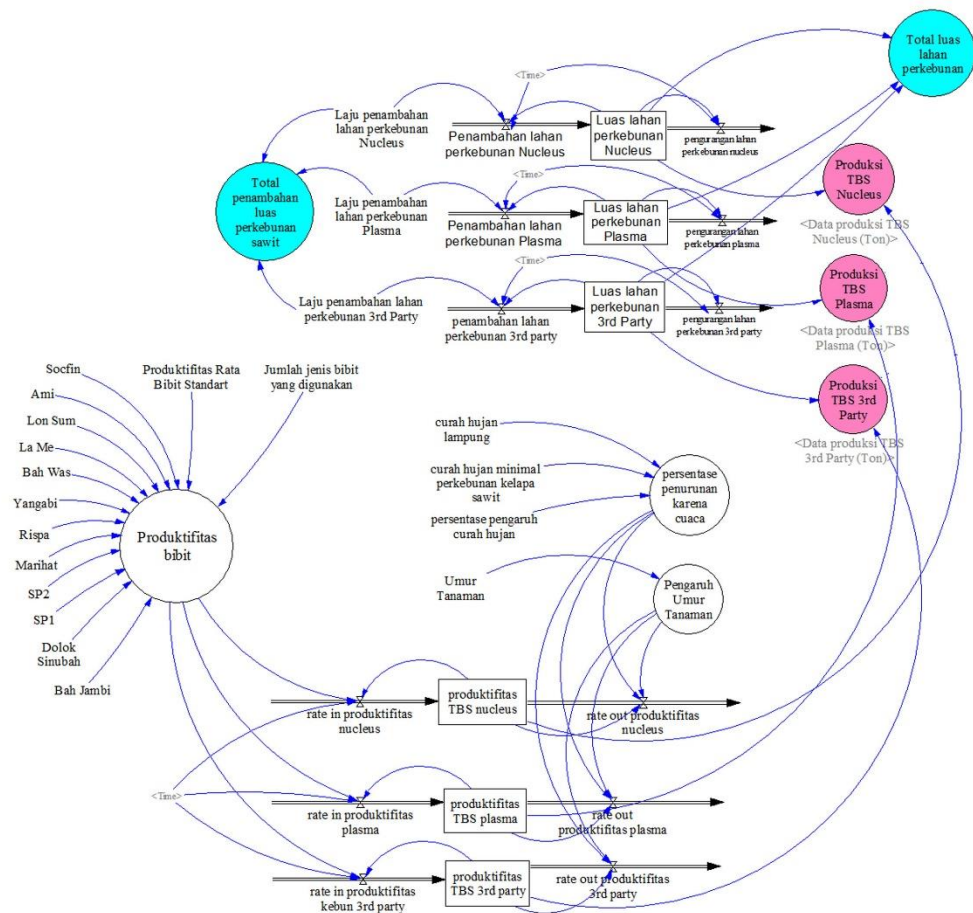 Total luas
lahan
perkebunan
<Time>
Laju penambahan
lahan perkebunan
Nucleus
Penambahan lahan
perkebunan Nucleus
Luas lahan
perkebunan
Nucleus
pengurangan lahan
perkebunan nucleus
Total
penambahan
luas
perkebunan
sawit
Laju penambahan
lahan perkebunan
Plasma
<Time>
Penambahan lahan
perkebunan Plasma
Luas lahan
perkebunan
Plasma
pengurangan lahan
perkebunan plasma
Produksi
TBS
Nucleus
<Data produksi TBS
Nucleus (Ton)>
<Time>
Laju penambahan lahan
perkebunan 3rd Party
penambahan lahan
perkebunan 3rd party
Luas lahan
perkebunan
3rd Party
pengurangan lahan
perkebunan 3rd party
Produksi
TBS
Plasma
<Data produksi TBS
Plasma (Ton)>
Produksi
TBS 3rd
Party
<Data produksi TBS
3rd Party (Ton)>
Socfin
Ami
Lon Sum
La Me
Bah Was
Yangabi
Rispa
Marihat
SP2
SP1
Dolok
Sinubah
Bah Jambi
Produktifitas Rata
Bibit Standart
Jumlah jenis bibit
yang digunakan
Produktifitas
bibit
curah hujan
lampung
curah hujan minimal
perkebunan kelapa
sawit
persentase pengaruh
curah hujan
persentase
penurunan
karena
cuaca
Umur
Tanaman
Pengaruh
Umur
Tanaman
rate in produktifitas
nucleus
produktifitas
TBS nucleus
rate out produktifitas
nucleus
<Time>
rate in produktifitas
plasma
produktifitas
TBS plasma
rate out
produktifitas plasma
rate in produktifitas
kebun 3rd party
produktifitas
TBS 3rd party
rate out produktifitas
3rd party